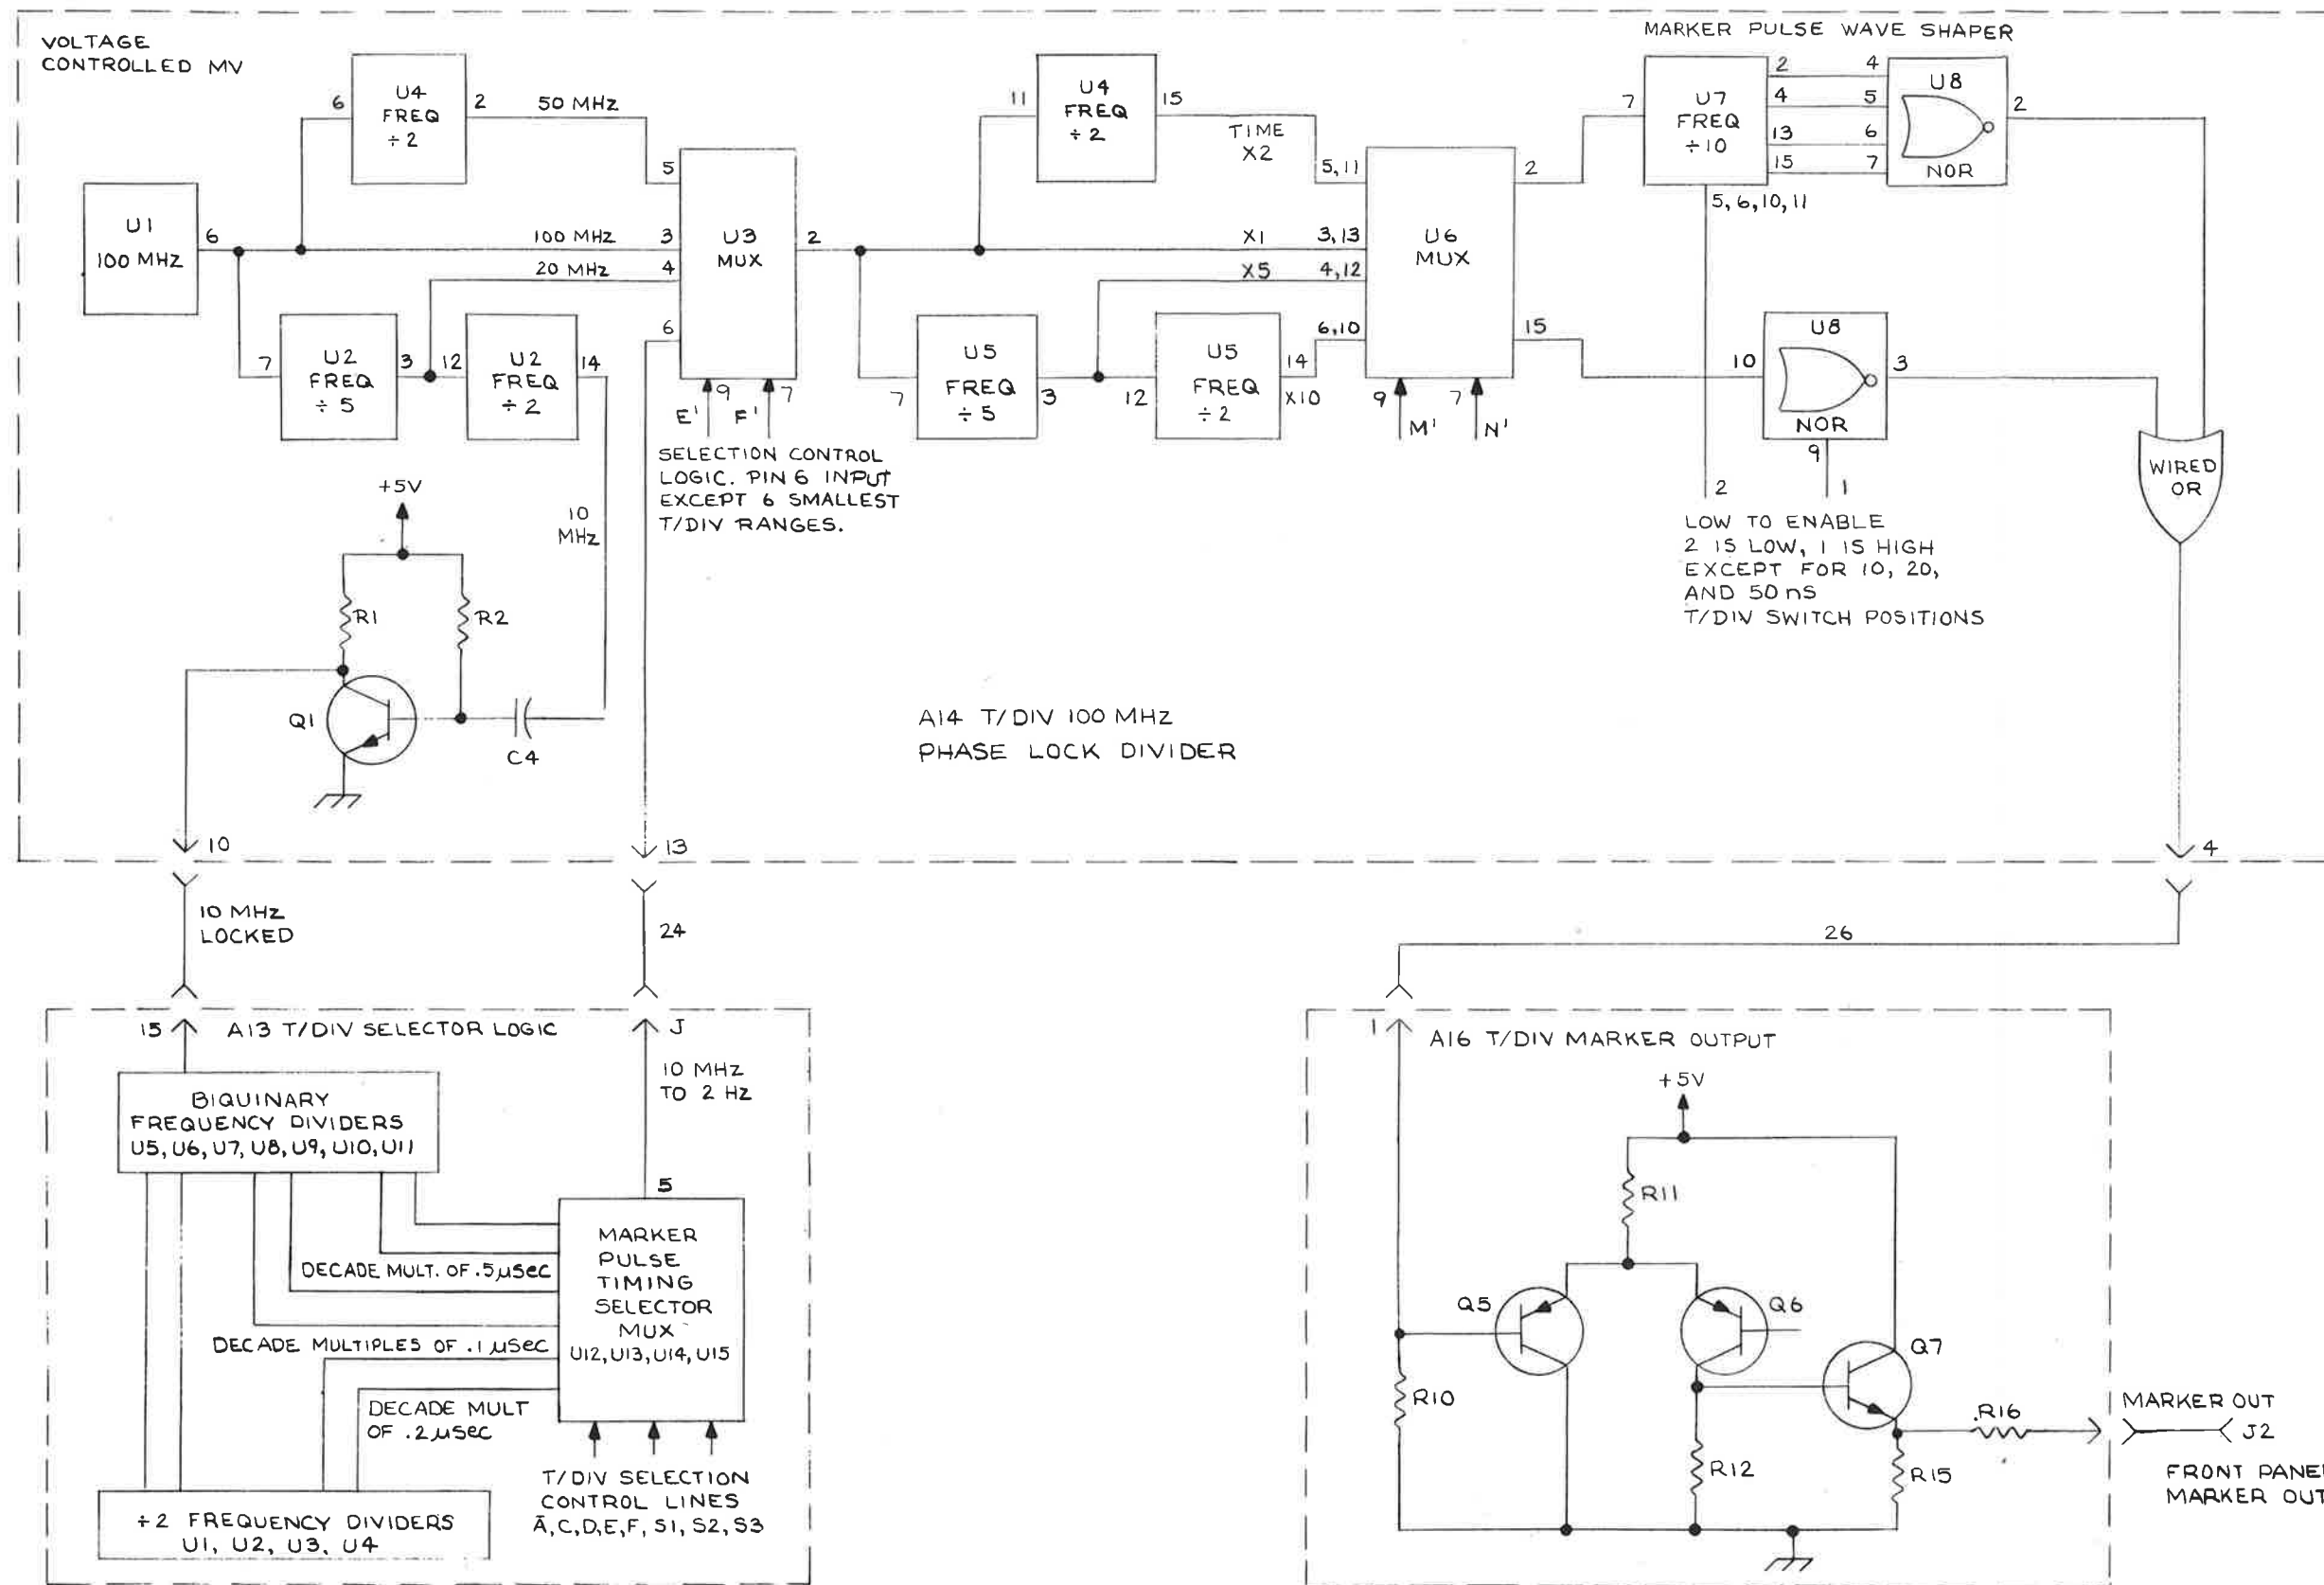 VOLTAGE
CONTROLLED MV
MARKER PULSE WAVE SHAPER
U4
FREQ
÷ 2
6
2
50 MHZ
U1
100 MHZ
6
100 MHZ
3
20 MHZ
4
5
6
U3
MUX
2
7
U2
FREQ
÷ 5
3
12
U2
FREQ
÷ 2
14
10
MHZ
E'
9
F'
7
SELECTION CONTROL
LOGIC. PIN 6 INPUT
EXCEPT 6 SMALLEST
T/DIV RANGES.
11
U4
FREQ
÷ 2
15
TIME
X2
5, 11
X1
3, 13
X5
4, 12
6, 10
7
U5
FREQ
÷ 5
3
12
U5
FREQ
÷ 2
14
X10
U6
MUX
2
15
9
M'
7
N'
7
U7
FREQ
÷ 10
2
4
13
15
4
5
6
7
5, 6, 10, 11
U8
NOR
2
10
U8
NOR
3
9
2
1
LOW TO ENABLE
2 IS LOW, 1 IS HIGH
EXCEPT FOR 10, 20,
AND 50 nS
T/DIV SWITCH POSITIONS
WIRED
OR
+5V
R1
R2
Q1
C4
A14 T/DIV 100 MHZ
PHASE LOCK DIVIDER
10
13
4
10 MHZ
LOCKED
24
26
15
A13 T/DIV SELECTOR LOGIC
J
10 MHZ
TO 2 HZ
BIQUINARY
FREQUENCY DIVIDERS
U5, U6, U7, U8, U9, U10, U11
5
MARKER
PULSE
TIMING
SELECTOR
MUX
U12, U13, U14, U15
DECADE MULT. OF .5 µSEC
DECADE MULTIPLES OF .1 µSEC
DECADE MULT
OF .2 µSEC
T/DIV SELECTION
CONTROL LINES
Ā, C, D, E, F, S1, S2, S3
÷2 FREQUENCY DIVIDERS
U1, U2, U3, U4
1
A16 T/DIV MARKER OUTPUT
+5V
R11
Q5
Q6
Q7
R10
R12
R15
R16
MARKER OUT
J2
FRONT PANE
MARKER OUT